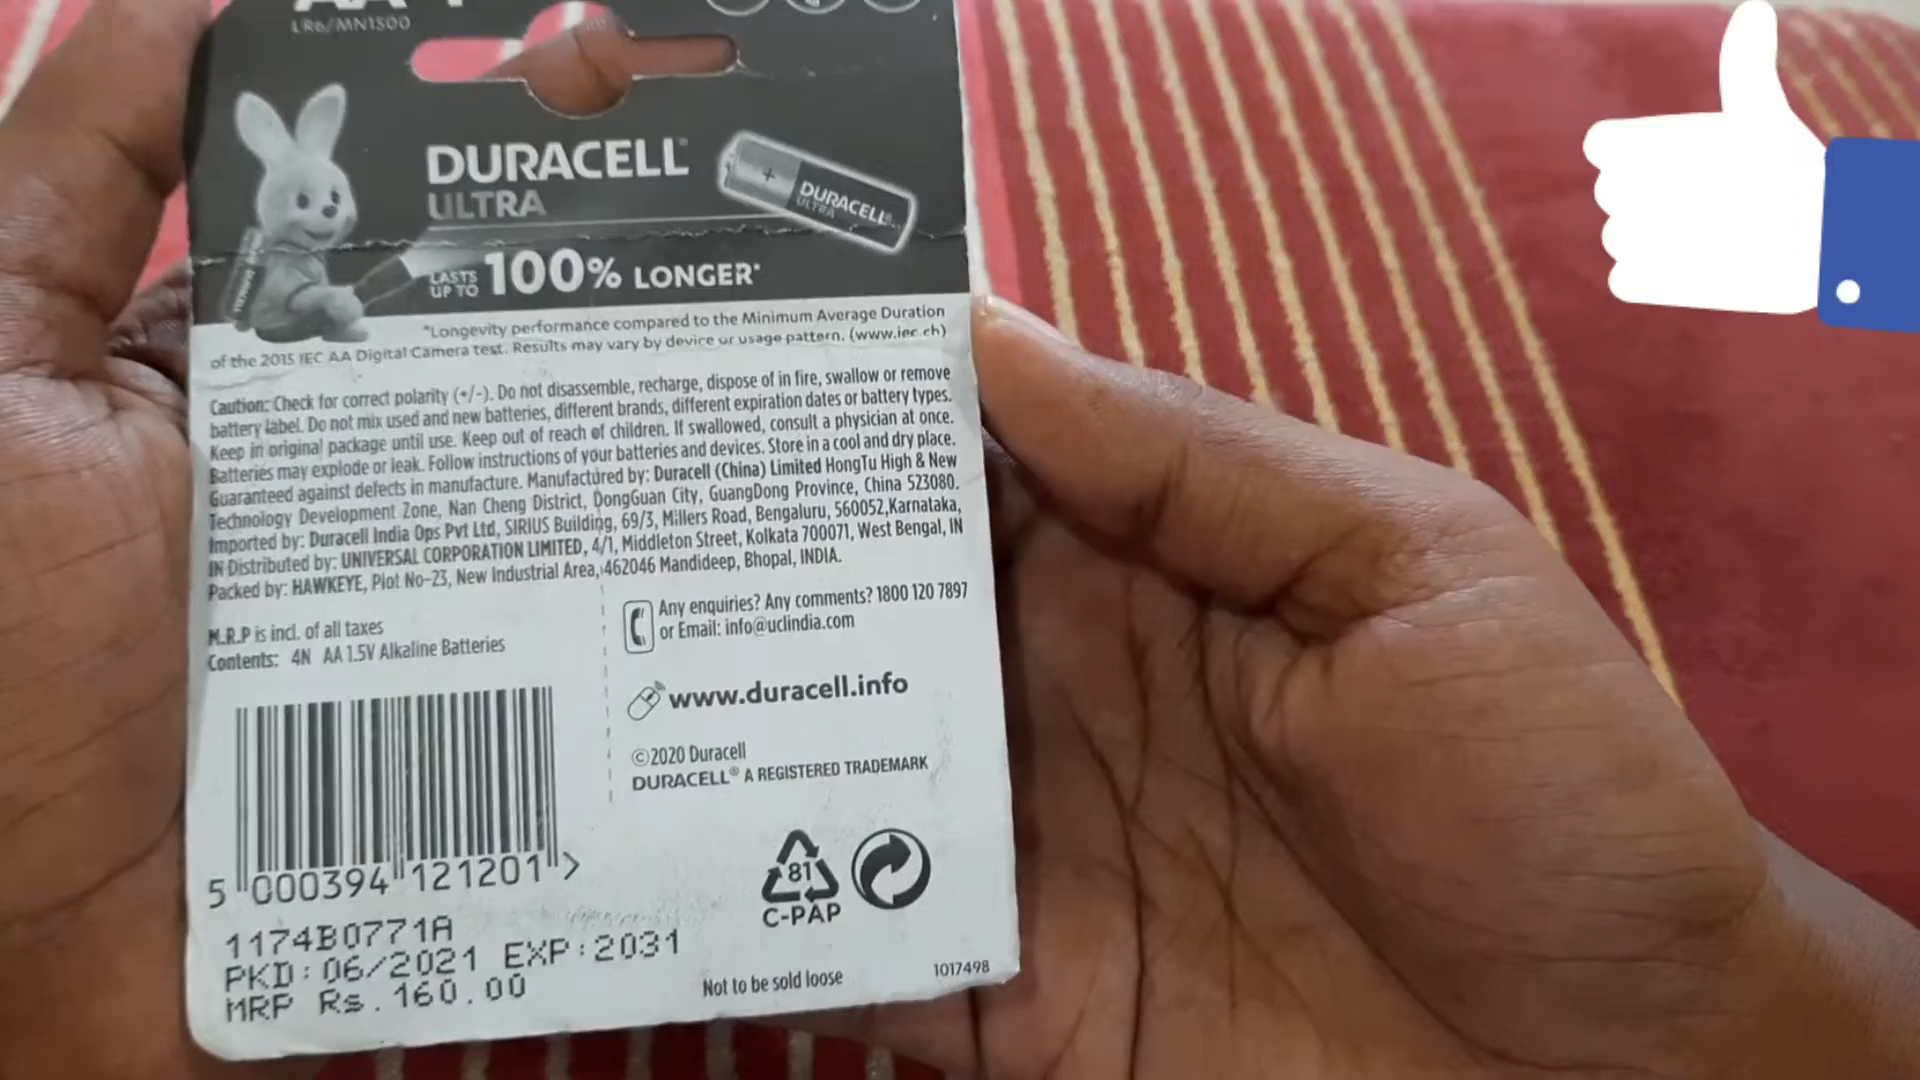 AA 4
LR6/MN1500
DURACELL
ULTRA
+ DURACELL
ULTRA
LASTS UP TO 100% LONGER*
*Longevity performance compared to the Minimum Average Duration
of the 2015 IEC AA Digital Camera test. Results may vary by device or usage pattern. (www.iec.ch)
Caution: Check for correct polarity (+/-). Do not disassemble, recharge, dispose of in fire, swallow or remove
battery label. Do not mix used and new batteries, different brands, different expiration dates or battery types.
Keep in original package until use. Keep out of reach of children. If swallowed, consult a physician at once.
Batteries may explode or leak. Follow instructions of your batteries and devices. Store in a cool and dry place.
Guaranteed against defects in manufacture. Manufactured by: Duracell (China) Limited HongTu High & New
Technology Development Zone, Nan Cheng District, DongGuan City, GuangDong Province, China 523080.
Imported by: Duracell India Ops Pvt Ltd, SIRIUS Building, 69/3, Millers Road, Bengaluru, 560052,Karnataka,
IN Distributed by: UNIVERSAL CORPORATION LIMITED, 4/1, Middleton Street, Kolkata 700071, West Bengal, IN
Packed by: HAWKEYE, Plot No-23, New Industrial Area, 462046 Mandideep, Bhopal, INDIA.
M.R.P is incl. of all taxes
Contents: 4N AA 1.5V Alkaline Batteries
Any enquiries? Any comments? 1800 120 7897
or Email: info@uclindia.com
www.duracell.info
©2020 Duracell
DURACELL® A REGISTERED TRADEMARK
5 000394 121201 >
81
C-PAP
1174B0771A
PKD:06/2021 EXP:2031
MRP Rs.160.00
Not to be sold loose
1017498